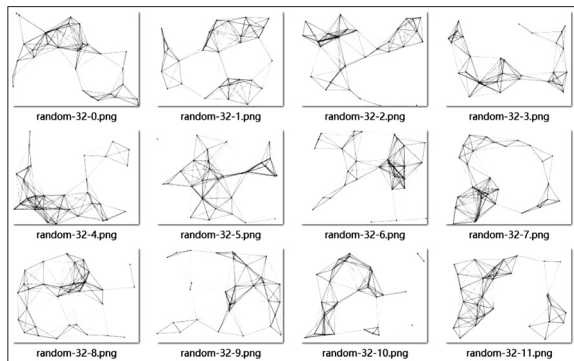 random-32-0.png
random-32-1.png
random-32-2.png
random-32-3.png
random-32-4.png
random-32-5.png
random-32-6.png
random-32-7.png
random-32-8.png
random-32-9.png
random-32-10.png
random-32-11.png